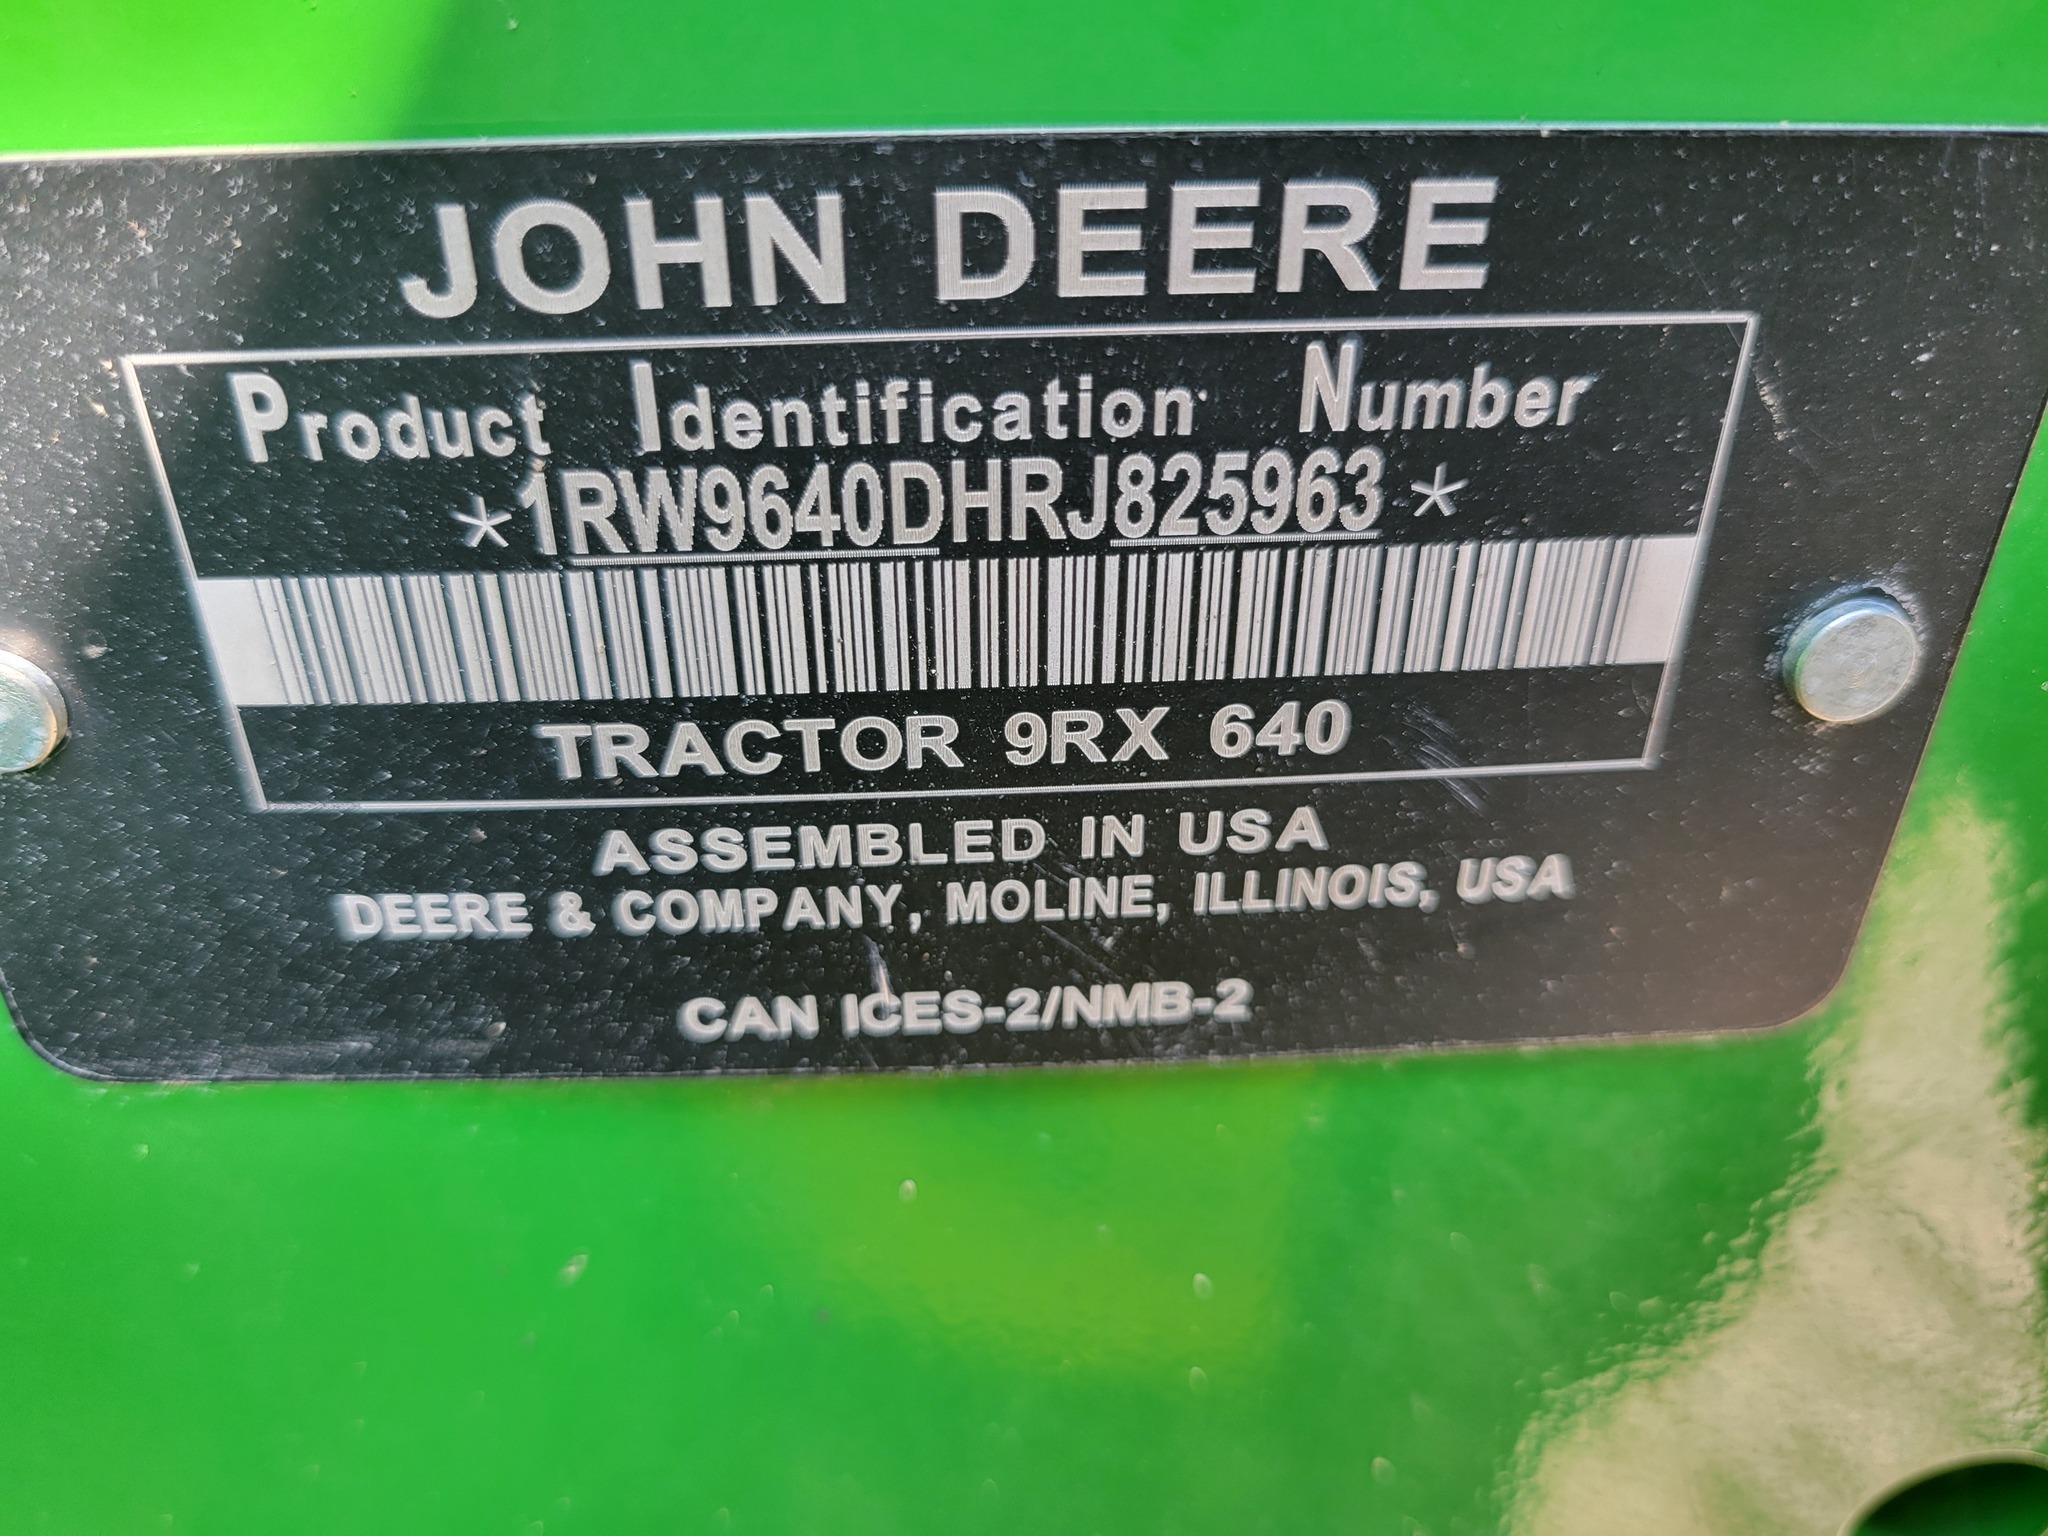 JOHN DEERE
Product Identification Number
*1RW9640DHRJ825963*
TRACTOR 9RX 640
ASSEMBLED IN USA
DEERE & COMPANY, MOLINE, ILLINOIS, USA
CAN ICES-2/NMB-2